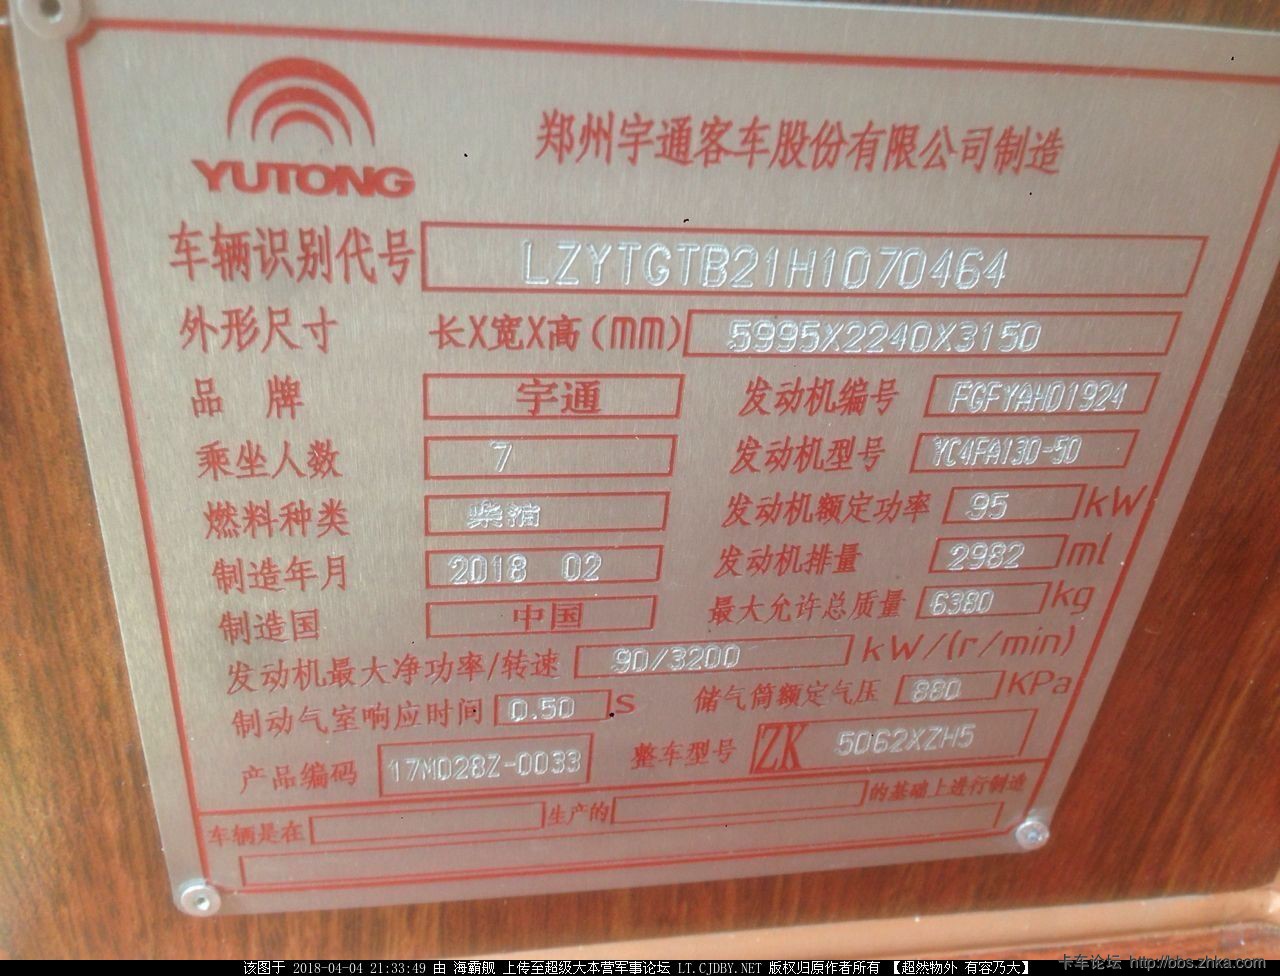 YUTONG
郑州宇通客车股份有限公司制造
车辆识别代号 LZYTGTB21H1070464
外形尺寸 长X宽X高(mm) 5995X2240X3150
品 牌 宇通 发动机编号 FGFYAHD1924
乘坐人数 7 发动机型号 YC4FA130-50
燃料种类 柴油 发动机额定功率 95 kW
制造年月 2018 02 发动机排量 2982 ml
制造国 中国 最大允许总质量 6380 kg
发动机最大净功率/转速 90/3200 kW/(r/min)
制动气室响应时间 0.50 S 储气筒额定气压 880 KPa
产品编码 17MD28Z-0033 整车型号 ZK 5062XZH5
车辆是在 生产的 的基础上进行制造
该图于 2018-04-04 21:33:49 由 海霸舰 上传至超级大本营军事论坛 LT.CJDBY.NET 版权归原作者所有 【超然物外 有容乃大】
卡车论坛 http://bbs.zhka.com